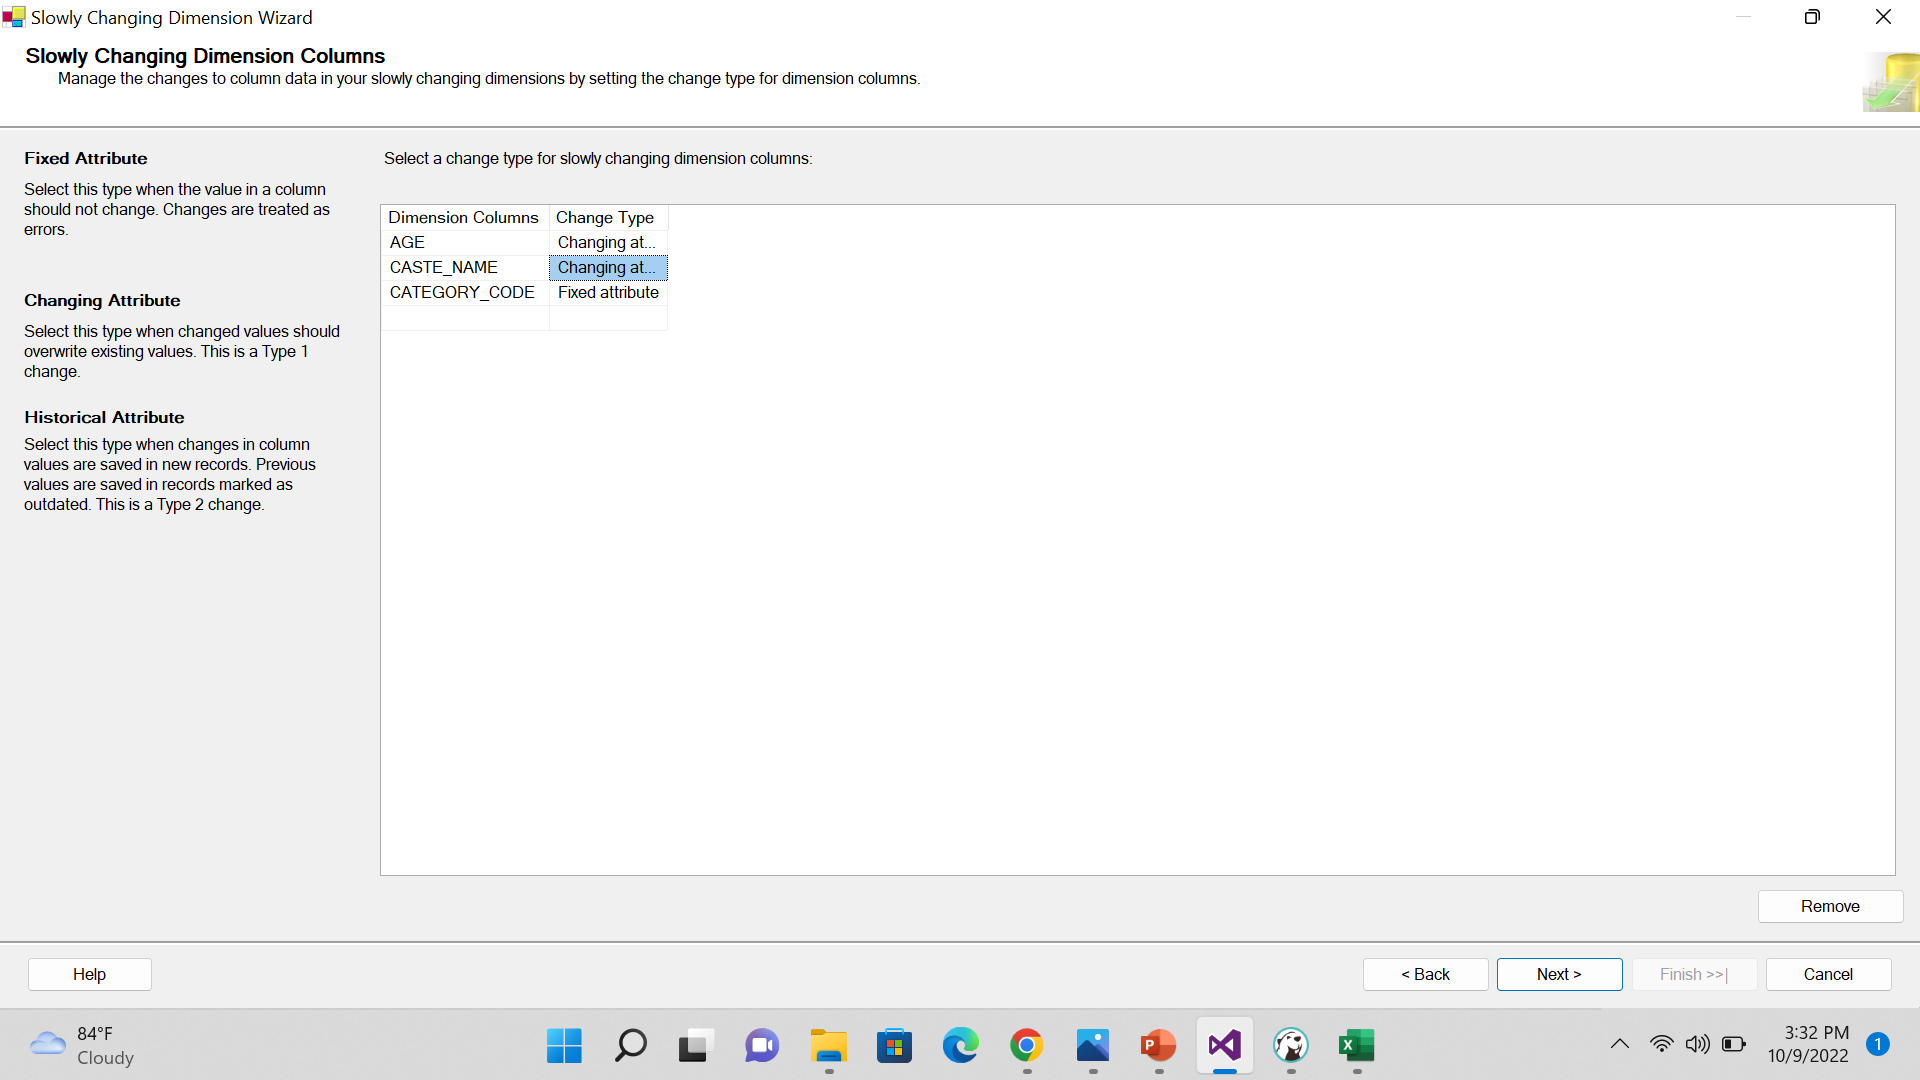 Slowly Changing Dimension Wizard
Slowly Changing Dimension Columns
Manage the changes to column data in your slowly changing dimensions by setting the change type for dimension columns.
Fixed Attribute
Select this type when the value in a column
should not change. Changes are treated as
errors.
Changing Attribute
Select this type when changed values should
overwrite existing values. This is a Type 1
change.
Historical Attribute
Select this type when changes in column
values are saved in new records. Previous
values are saved in records marked as
outdated. This is a Type 2 change.
Select a change type for slowly changing dimension columns:
Dimension Columns Change Type
AGE Changing at...
CASTE_NAME Changing at...
CATEGORY_CODE Fixed attribute
Remove
Help
< Back
Next >
Finish >>|
Cancel
84°F
Cloudy
P
X
3:32 PM
10/9/2022
1